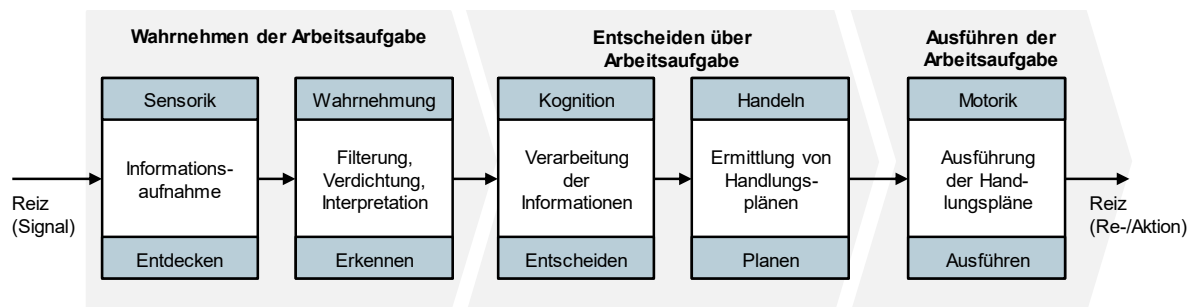 Wahrnehmen der Arbeitsaufgabe
Entscheiden über
Arbeitsaufgabe
Ausführen der
Arbeitsaufgabe
Reiz
(Signal)
Sensorik
Informations-
aufnahme
Entdecken
Wahrnehmung
Filterung,
Verdichtung,
Interpretation
Erkennen
Kognition
Verarbeitung
der
Informationen
Entscheiden
Handeln
Ermittlung von
Handlungs-
plänen
Planen
Motorik
Ausführung
der Hand-
lungspläne
Ausführen
Reiz
(Re-/Aktion)